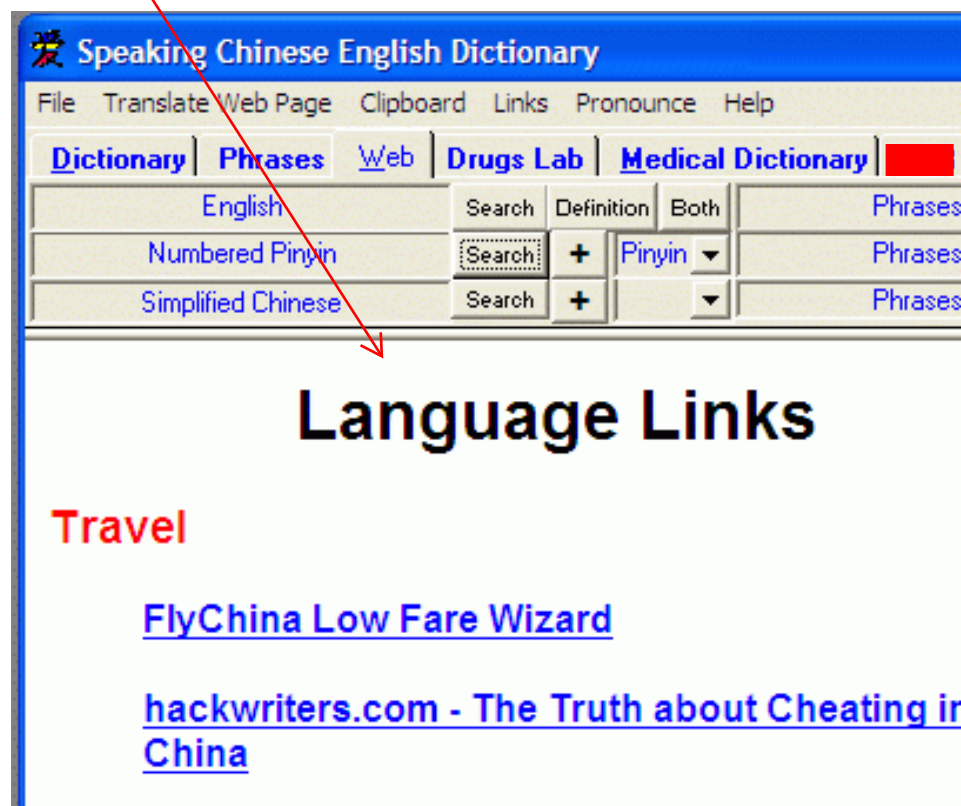 Speaking Chinese English Dictionary
File Translate Web Page Clipboard Links Pronounce Help
Dictionary Phrases Web Drugs Lab Medical Dictionary
English Search Definition Both Phrases
Numbered Pinyin Search + Pinyin Phrases
Simplified Chinese Search + Phrases
Language Links
Travel
FlyChina Low Fare Wizard
hackwriters.com - The Truth about Cheating in
China